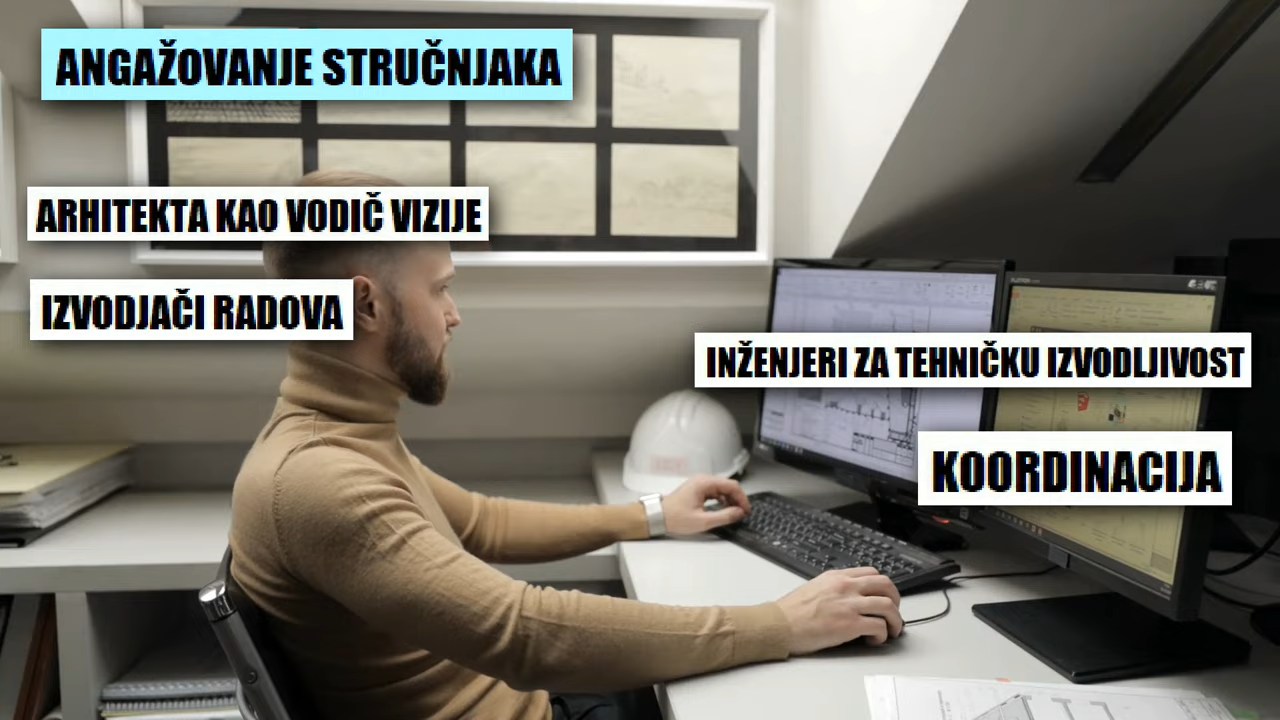 ANGAŽOVANJE STRUČNJAKA
ARHITEKTA KAO VODIČ VIZIJE
IZVODJAČI RADOVA
INŽENJERI ZA TEHNIČKU IZVODLJIVOST
KOORDINACIJA